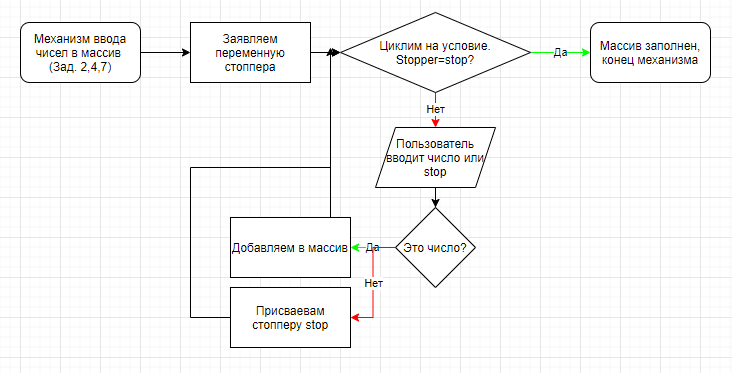 Механизм ввода
чисел в массив
(Зад. 2,4,7)
Заявляем
переменную
стоппера
Циклим на условие.
Stopper=stop?
Да
Массив заполнен,
конец механизма
Нет
Пользователь
вводит число или
stop
Добавляем в массив
Да
Это число?
Нет
Присваевам
стопперу stop